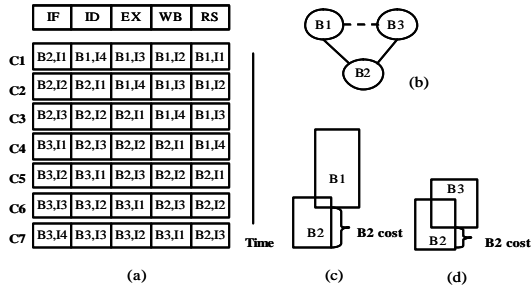 IF ID EX WB RS
C1 B2,I1 B1,I4 B1,I3 B1,I2 B1,I1
C2 B2,I2 B2,I1 B1,I4 B1,I3 B1,I2
C3 B2,I3 B2,I2 B2,I1 B1,I4 B1,I3
C4 B3,I1 B2,I3 B2,I2 B2,I1 B1,I4
C5 B3,I2 B3,I1 B2,I3 B2,I2 B2,I1
C6 B3,I3 B3,I2 B3,I1 B2,I3 B2,I2
C7 B3,I4 B3,I3 B3,I2 B3,I1 B2,I3
Time
(a)
B1 B3
B2
(b)
B1
B2 B2 cost
(c)
B3
B2 B2 cost
(d)